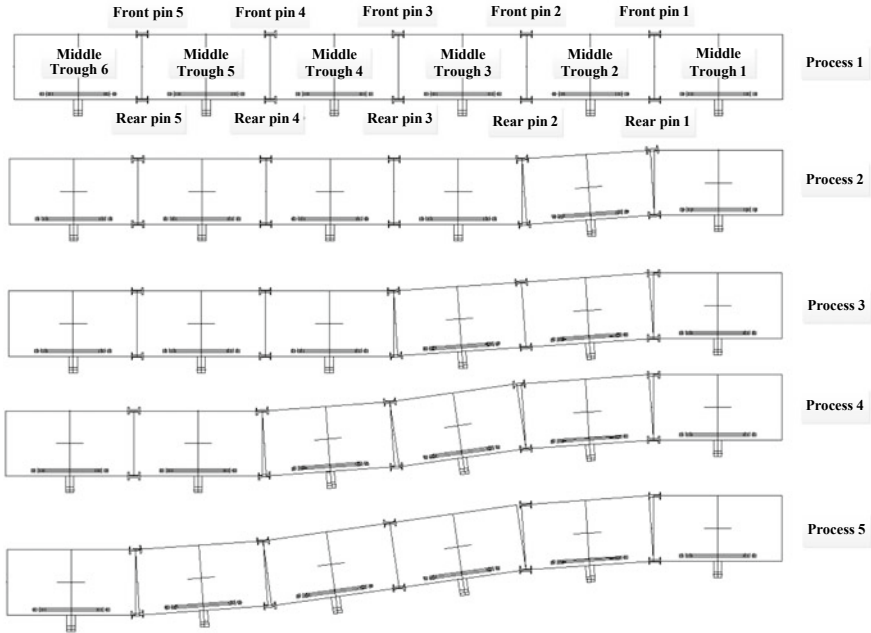 Front pin 5 Front pin 4 Front pin 3 Front pin 2 Front pin 1
Middle Middle Middle Middle Middle Middle
Trough 6 Trough 5 Trough 4 Trough 3 Trough 2 Trough 1
Process 1
Rear pin 5 Rear pin 4 Rear pin 3 Rear pin 2 Rear pin 1
Process 2
Process 3
Process 4
Process 5